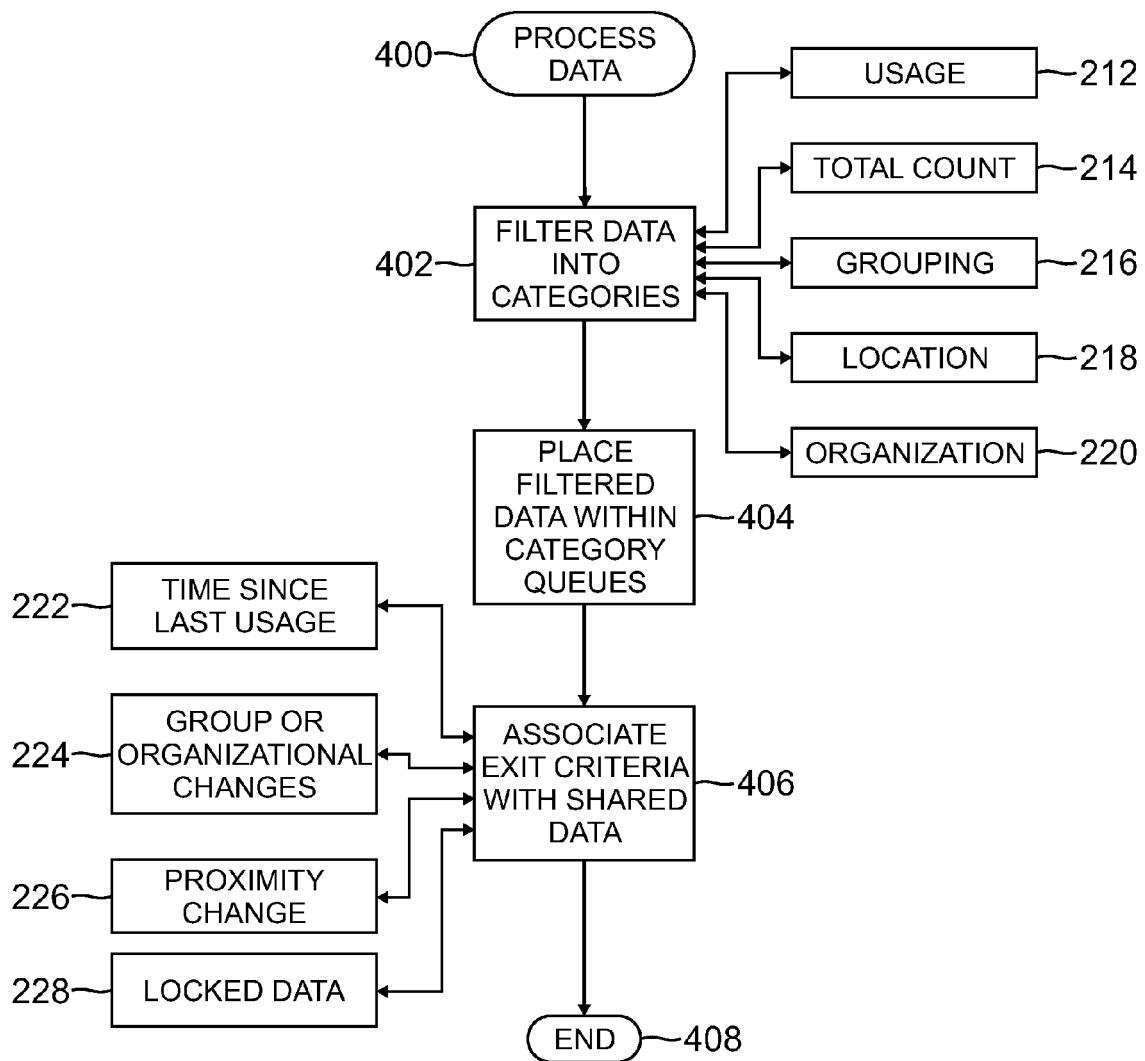 400
PROCESS
DATA
USAGE
212
TOTAL COUNT
214
402
FILTER DATA
INTO
CATEGORIES
GROUPING
216
LOCATION
218
ORGANIZATION
220
PLACE
FILTERED
DATA WITHIN
CATEGORY
QUEUES
404
222
TIME SINCE
LAST USAGE
224
GROUP OR
ORGANIZATIONAL
CHANGES
ASSOCIATE
EXIT CRITERIA
WITH SHARED
DATA
406
226
PROXIMITY
CHANGE
228
LOCKED DATA
END
408